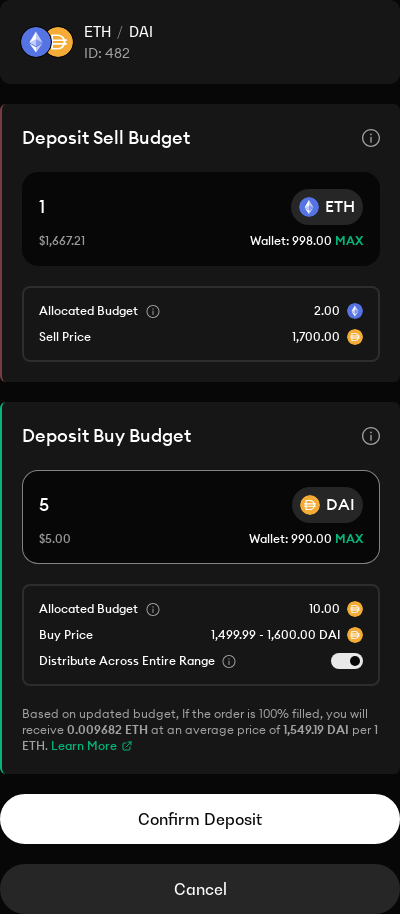 ETH / DAI
ID: 482
Deposit Sell Budget
1
ETH
$1,667.21
Wallet: 998.00 MAX
Allocated Budget
2.00
Sell Price
1,700.00
Deposit Buy Budget
5
DAI
$5.00
Wallet: 990.00 MAX
Allocated Budget
10.00
Buy Price
1,499.99 - 1,600.00 DAI
Distribute Across Entire Range
Based on updated budget, If the order is 100% filled, you will
receive 0.009682 ETH at an average price of 1,549.19 DAI per 1
ETH. Learn More
Confirm Deposit
Cancel